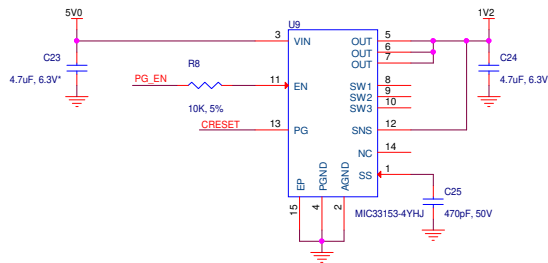 5V0
U9
1V2
3
VIN
OUT
5
OUT
6
OUT
7
C23
4.7uF, 6.3V*
R8
PG_EN
10K, 5%
11
EN
SW1
8
SW2
9
SW3
10
C24
4.7uF, 6.3V
CRESET
13
PG
SNS
12
NC
14
SS
1
EP
PGND
AGND
15
4
2
C25
470pF, 50V
MIC33153-4YHJ